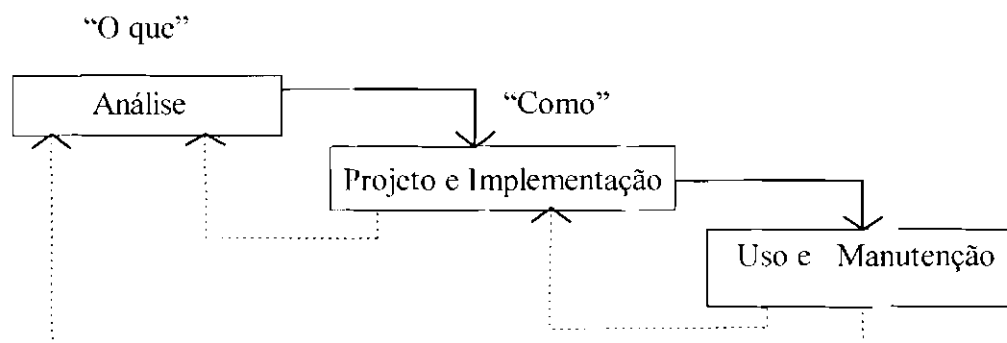 “O que”
Análise
“Como”
Projeto e Implementação
Uso e Manutenção